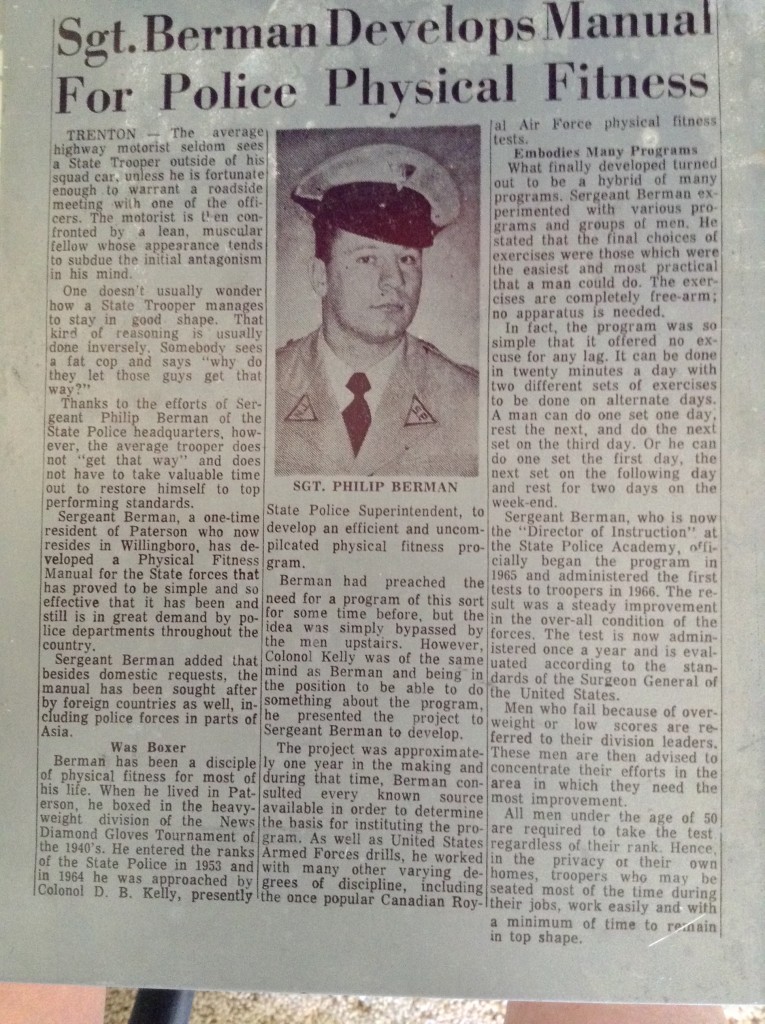 Sgt. Berman Develops Manual
For Police Physical Fitness
TRENTON — The average
highway motorist seldom sees
a State Trooper outside of his
squad car, unless he is fortunate
enough to warrant a roadside
meeting with one of the offi-
cers. The motorist is then con-
fronted by a lean, muscular
fellow whose appearance tends
to subdue the initial antagonism
in his mind.
One doesn't usually wonder
how a State Trooper manages
to stay in good shape. That
kind of reasoning is usually
done inversely. Somebody sees
a fat cop and says "why do
they let those guys get that
way?"
Thanks to the efforts of Ser-
geant Philip Berman of the
State Police headquarters, how-
ever, the average trooper does
not "get that way" and does
not have to take valuable time
out to restore himself to top
performing standards.
Sergeant Berman, a one-time
resident of Paterson who now
resides in Willingboro, has de-
veloped a Physical Fitness
Manual for the State forces that
has proved to be simple and so
effective that it has been and
still is in great demand by po-
lice departments throughout the
country.
Sergeant Berman added that
besides domestic requests, the
manual has been sought after
by foreign countries as well, in-
cluding police forces in parts of
Asia.
Was Boxer
Berman has been a disciple
of physical fitness for most of
his life. When he lived in Pat-
erson, he boxed in the heavy-
weight division of the News
Diamond Gloves Tournament of
the 1940's. He entered the ranks
of the State Police in 1953 and
in 1964 he was approached by
Colonel D. B. Kelly, presently
NJ
SP
SGT. PHILIP BERMAN
State Police Superintendent, to
develop an efficient and uncom-
pilcated physical fitness pro-
gram.
Berman had preached the
need for a program of this sort
for some time before, but the
idea was simply bypassed by
the men upstairs. However,
Colonol Kelly was of the same
mind as Berman and being in
the position to be able to do
something about the program,
he presented the project to
Sergeant Berman to develop.
The project was approximate-
ly one year in the making and
during that time, Berman con-
sulted every known source
available in order to determine
the basis for instituting the pro-
gram. As well as United States
Armed Forces drills, he worked
with many other varying de-
grees of discipline, including
the once popular Canadian Roy-
al Air Force physical fitness
tests.
Embodies Many Programs
What finally developed turned
out to be a hybrid of many
programs. Sergeant Berman ex-
perimented with various pro-
grams and groups of men. He
stated that the final choices of
exercises were those which were
the easiest and most practical
that a man could do. The exer-
cises are completely free-arm;
no apparatus is needed.
In fact, the program was so
simple that it offered no ex-
cuse for any lag. It can be done
in twenty minutes a day with
two different sets of exercises
to be done on alternate days.
A man can do one set one day,
rest the next, and do the next
set on the third day. Or he can
do one set the first day, the
next set on the following day
and rest for two days on the
week-end.
Sergeant Berman, who is now
the "Director of Instruction" at
the State Police Academy, offi-
cially began the program in
1965 and administered the first
tests to troopers in 1966. The re-
sult was a steady improvement
in the over-all condition of the
forces. The test is now admin-
istered once a year and is eval-
uated according to the stan-
dards of the Surgeon General of
the United States.
Men who fail because of over-
weight or low scores are re-
ferred to their division leaders.
These men are then advised to
concentrate their efforts in the
area in which they need the
most improvement.
All men under the age of 50
are required to take the test
regardless of their rank. Hence,
in the privacy of their own
homes, troopers who may be
seated most of the time during
their jobs, work easily and with
a minimum of time to remain
in top shape.